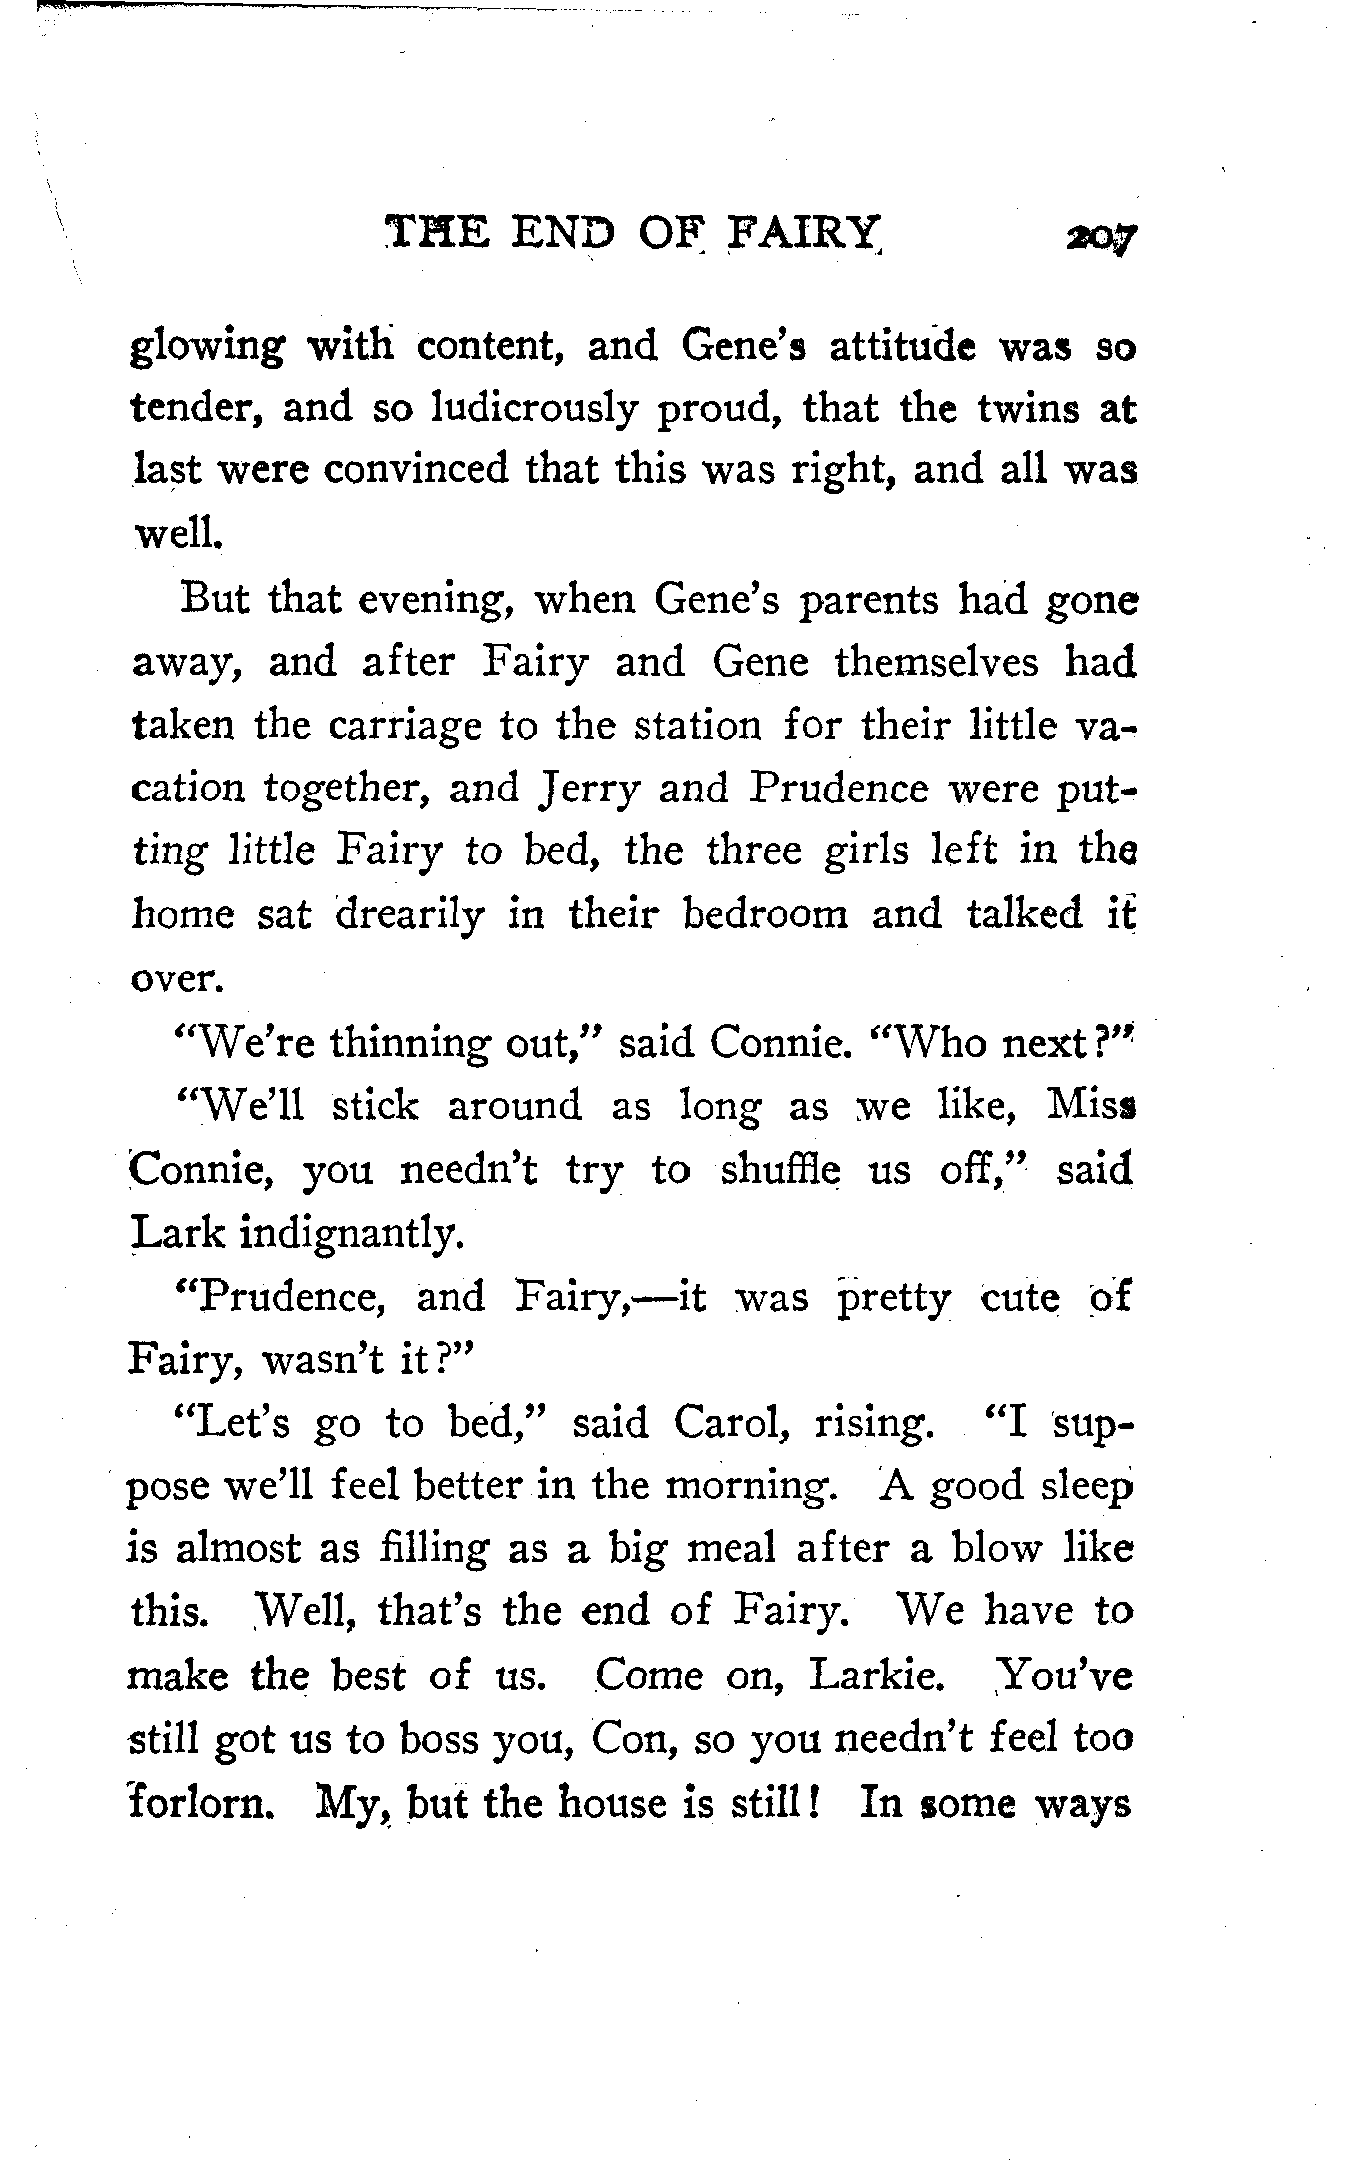 THE END OF FAIRY 207
glowing with content, and Gene's attitude was so
tender, and so ludicrously proud, that the twins at
last were convinced that this was right, and all was
well.
But that evening, when Gene's parents had gone
away, and after Fairy and Gene themselves had
taken the carriage to the station for their little va-
cation together, and Jerry and Prudence were put-
ting little Fairy to bed, the three girls left in the
home sat drearily in their bedroom and talked it
over.
"We're thinning out," said Connie. "Who next?"
"We'll stick around as long as we like, Miss
Connie, you needn't try to shuffle us off," said
Lark indignantly.
"Prudence, and Fairy,—it was pretty cute of
Fairy, wasn't it?"
"Let's go to bed," said Carol, rising. "I sup-
pose we'll feel better in the morning. A good sleep
is almost as filling as a big meal after a blow like
this. Well, that's the end of Fairy. We have to
make the best of us. Come on, Larkie. You've
still got us to boss you, Con, so you needn't feel too
forlorn. My, but the house is still! In some ways